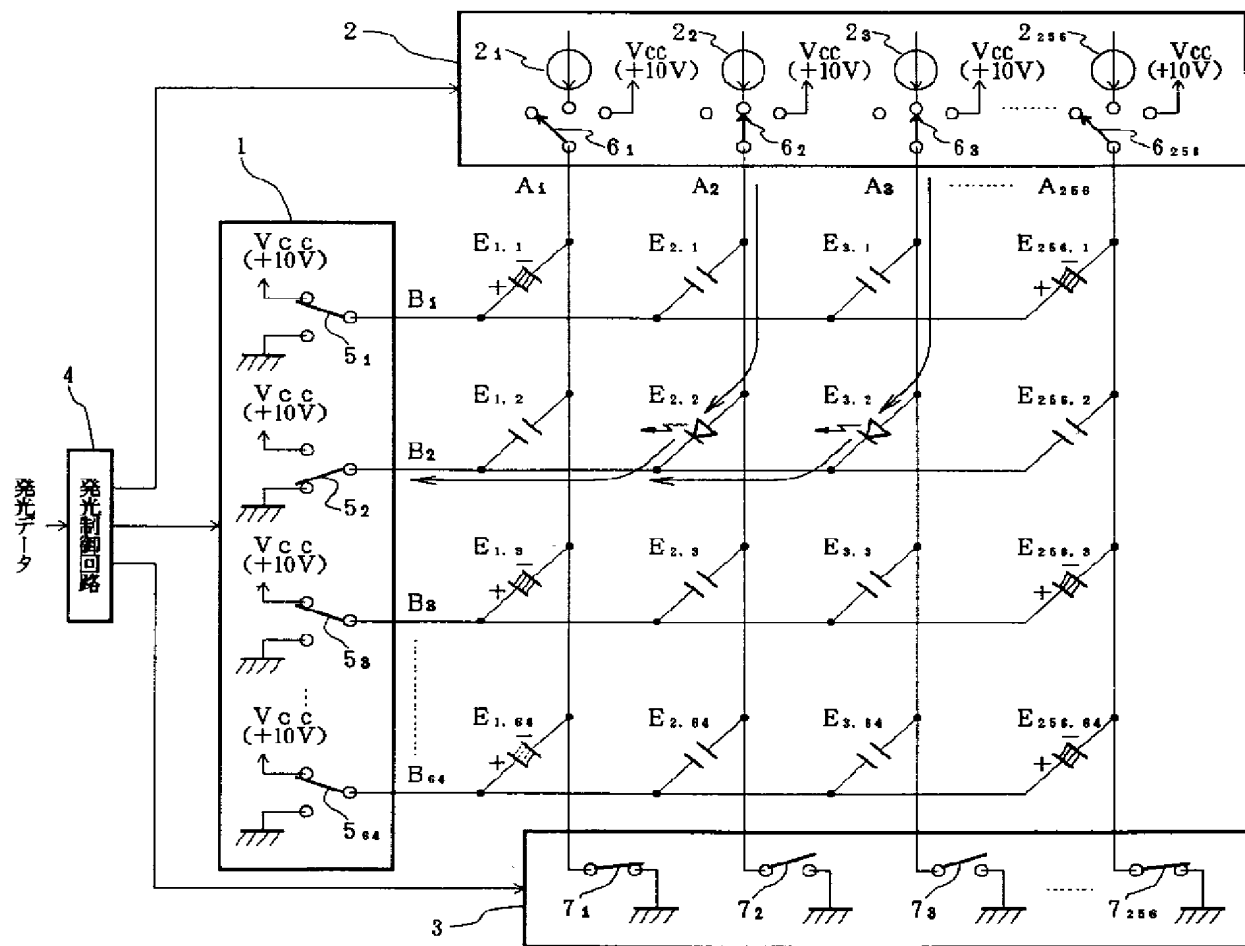 2
2₁ Vcc 2₂ Vcc 2₃ Vcc 2₂₅₆ Vcc
(+10V) (+10V) (+10V) (+10V)
6₁ 6₂ 6₃ 6₂₅₆
1
A₁ A₂ A₃ A₂₅₆
Vcc
(+10V)
E₁.₁ E₂.₁ E₃.₁ E₂₅₆.₁
+ − + −
B₁
5₁
4
Vcc
(+10V)
E₁.₂ E₂.₂ E₃.₂ E₂₅₆.₂
B₂
5₂
発光データ
発光制御回路
Vcc
(+10V)
E₁.₃ E₂.₃ E₃.₃ E₂₅₆.₃
+ − + −
B₃
5₃
Vcc
(+10V)
E₁.₆₄ E₂.₆₄ E₃.₆₄ E₂₅₆.₆₄
+ − + −
B₆₄
5₆₄
7₁ 7₂ 7₃ 7₂₅₆
3